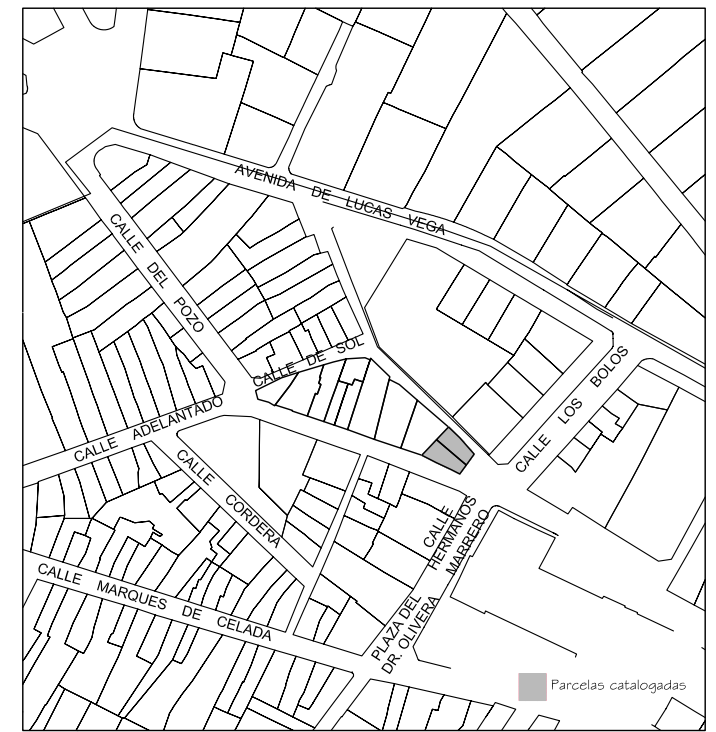 AVENIDA DE LUCAS VEGA
CALLE DEL POZO
CALLE DE SOL
CALLE LOS BOLOS
CALLE ADELANTADO
CALLE CORDERA
CALLE
HERMANOS
MARRERO
CALLE MARQUES DE CELADA
PLAZA DEL
DR. OLIVERA
Parcelas catalogadas